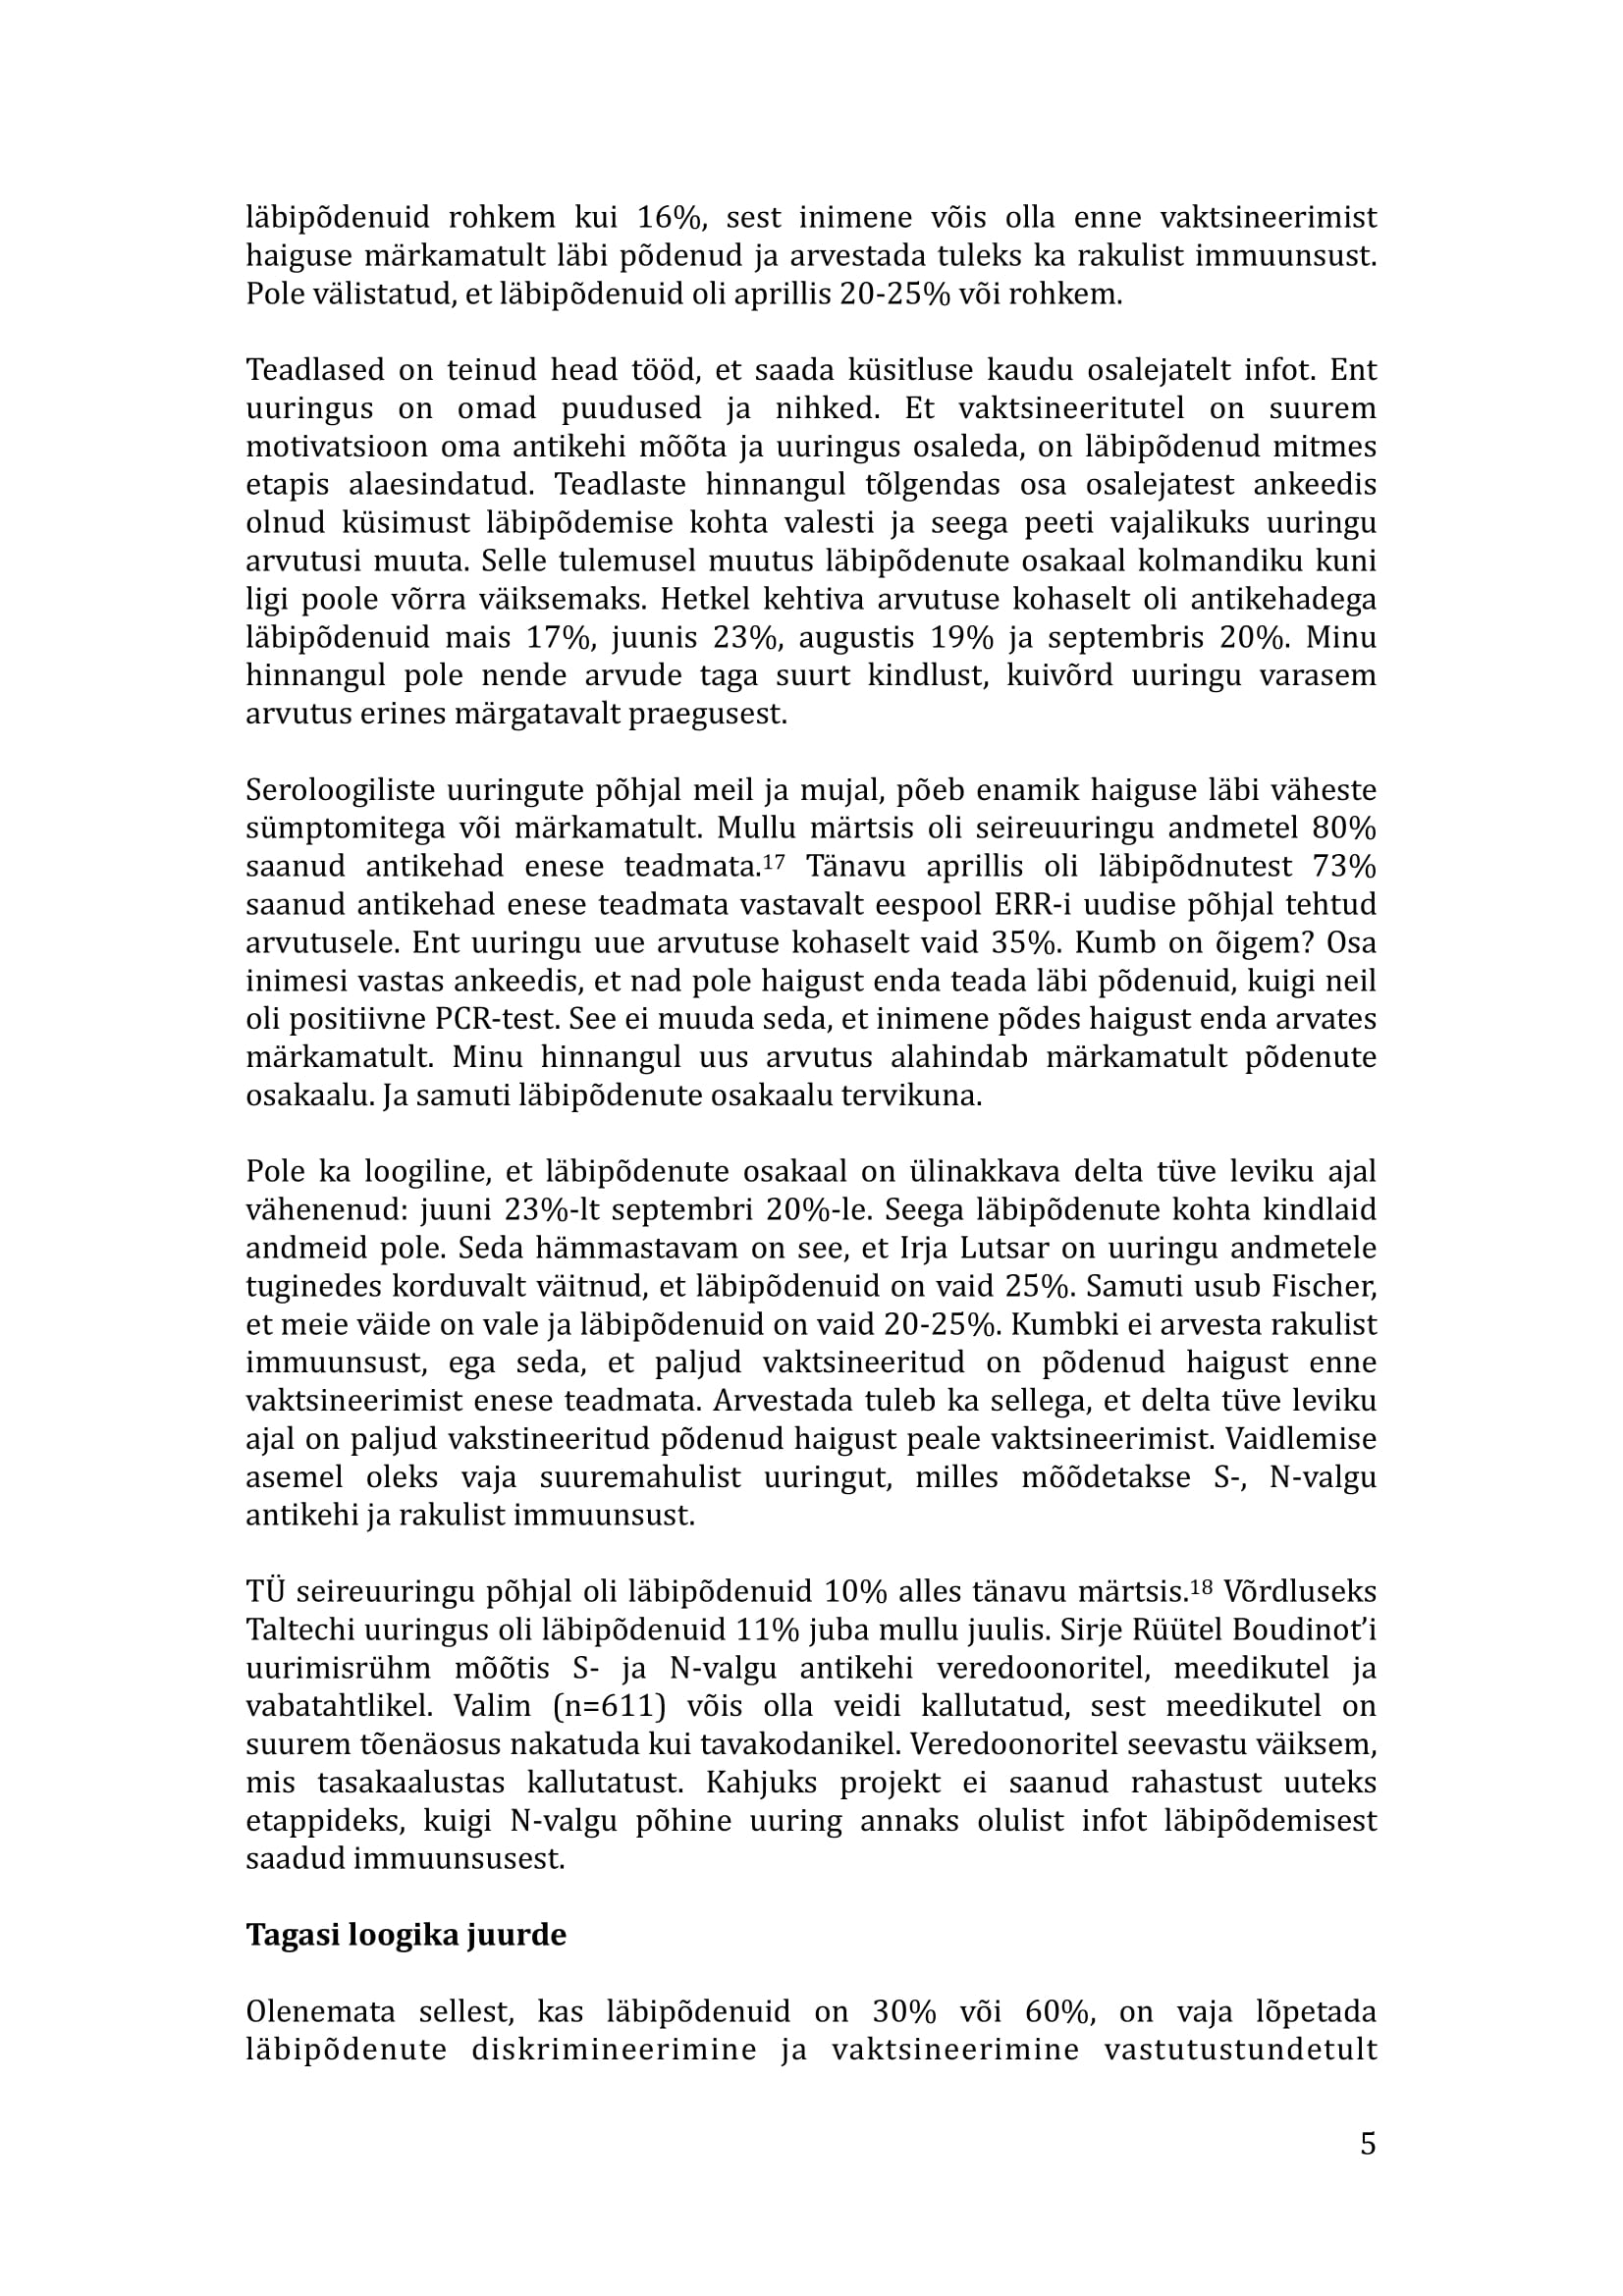 läbipõdenuid rohkem kui 16%, sest inimene võis olla enne vaktsineerimist
haiguse märkamatult läbi põdenud ja arvestada tuleks ka rakulist immuunsust.
Pole välistatud, et läbipõdenuid oli aprillis 20-25% või rohkem.
Teadlased on teinud head tööd, et saada küsitluse kaudu osalejatelt infot. Ent
uuringus on omad puudused ja nihked. Et vaktsineeritutel on suurem
motivatsioon oma antikehi mõõta ja uuringus osaleda, on läbipõdenud mitmes
etapis alaesindatud. Teadlaste hinnangul tõlgendas osa osalejatest ankeedis
olnud küsimust läbipõdemise kohta valesti ja seega peeti vajalikuks uuringu
arvutusi muuta. Selle tulemusel muutus läbipõdenute osakaal kolmandiku kuni
ligi poole võrra väiksemaks. Hetkel kehtiva arvutuse kohaselt oli antikehadega
läbipõdenuid mais 17%, juunis 23%, augustis 19% ja septembris 20%. Minu
hinnangul pole nende arvude taga suurt kindlust, kuivõrd uuringu varasem
arvutus erines märgatavalt praegusest.
Seroloogiliste uuringute põhjal meil ja mujal, põeb enamik haiguse läbi väheste
sümptomitega või märkamatult. Mullu märtsis oli seireuuringu andmetel 80%
saanud antikehad enese teadmata.17 Tänavu aprillis oli läbipõdnutest 73%
saanud antikehad enese teadmata vastavalt eespool ERR-i uudise põhjal tehtud
arvutusele. Ent uuringu uue arvutuse kohaselt vaid 35%. Kumb on õigem? Osa
inimesi vastas ankeedis, et nad pole haigust enda teada läbi põdenuid, kuigi neil
oli positiivne PCR-test. See ei muuda seda, et inimene põdes haigust enda arvates
märkamatult. Minu hinnangul uus arvutus alahindab märkamatult põdenute
osakaalu. Ja samuti läbipõdenute osakaalu tervikuna.
Pole ka loogiline, et läbipõdenute osakaal on ülinakkava delta tüve leviku ajal
vähenenud: juuni 23%-lt septembri 20%-le. Seega läbipõdenute kohta kindlaid
andmeid pole. Seda hämmastavam on see, et Irja Lutsar on uuringu andmetele
tuginedes korduvalt väitnud, et läbipõdenuid on vaid 25%. Samuti usub Fischer,
et meie väide on vale ja läbipõdenuid on vaid 20-25%. Kumbki ei arvesta rakulist
immuunsust, ega seda, et paljud vaktsineeritud on põdenud haigust enne
vaktsineerimist enese teadmata. Arvestada tuleb ka sellega, et delta tüve leviku
ajal on paljud vakstineeritud põdenud haigust peale vaktsineerimist. Vaidlemise
asemel oleks vaja suuremahulist uuringut, milles mõõdetakse S-, N-valgu
antikehi ja rakulist immuunsust.
TÜ seireuuringu põhjal oli läbipõdenuid 10% alles tänavu märtsis.18 Võrdluseks
Taltechi uuringus oli läbipõdenuid 11% juba mullu juulis. Sirje Rüütel Boudinot’i
uurimisrühm mõõtis S- ja N-valgu antikehi veredoonoritel, meedikutel ja
vabatahtlikel. Valim (n=611) võis olla veidi kallutatud, sest meedikutel on
suurem tõenäosus nakatuda kui tavakodanikel. Veredoonoritel seevastu väiksem,
mis tasakaalustas kallutatust. Kahjuks projekt ei saanud rahastust uuteks
etappideks, kuigi N-valgu põhine uuring annaks olulist infot läbipõdemisest
saadud immuunsusest.
Tagasi loogika juurde
Olenemata sellest, kas läbipõdenuid on 30% või 60%, on vaja lõpetada
läbipõdenute diskrimineerimine ja vaktsineerimine vastutustundetult
5